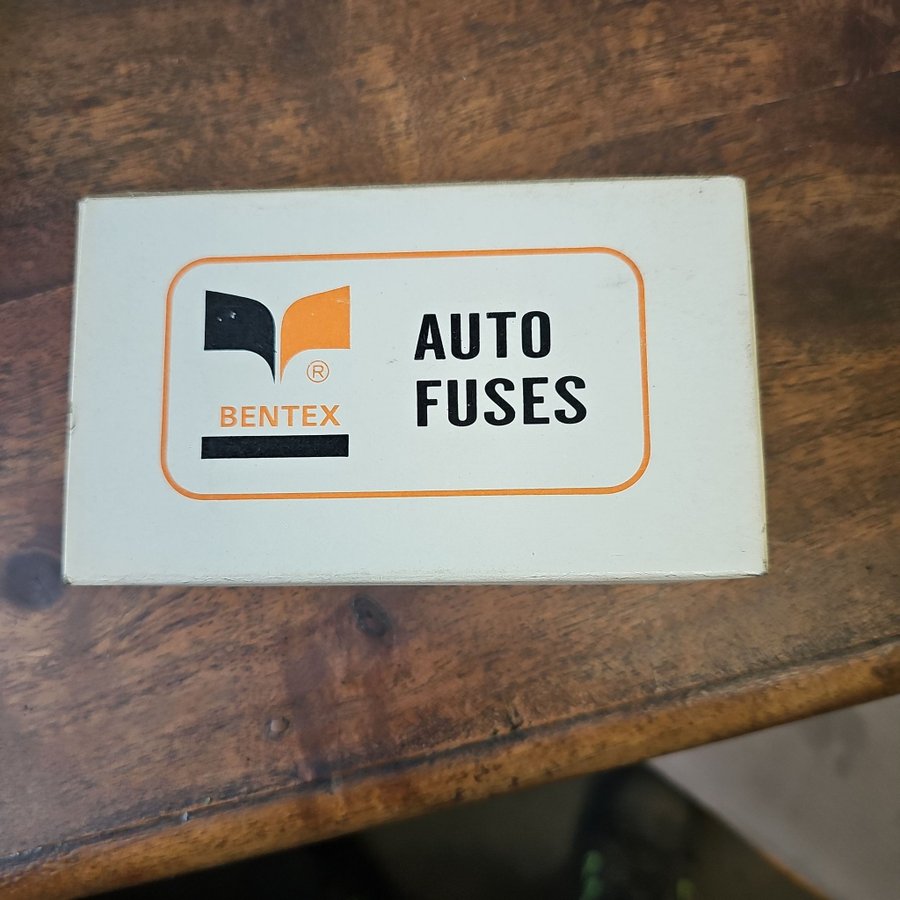 ®
BENTEX
AUTO
FUSES